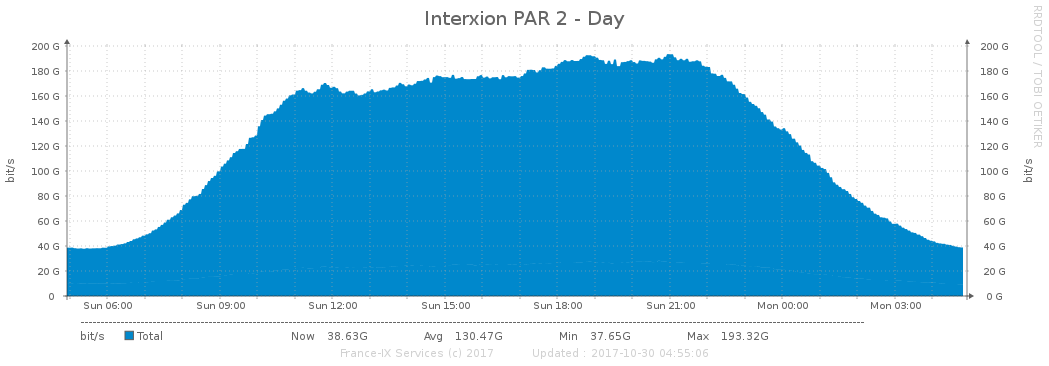 Interxion PAR 2 - Day
RRDTOOL / TOBI OETIKER
bit/s
200 G
180 G
160 G
140 G
120 G
100 G
80 G
60 G
40 G
20 G
0
200 G
180 G
160 G
140 G
120 G
100 G
80 G
60 G
40 G
20 G
0 G
bit/s
Sun 06:00 Sun 09:00 Sun 12:00 Sun 15:00 Sun 18:00 Sun 21:00 Mon 00:00 Mon 03:00
bit/s Total Now 38.63G Avg 130.47G Min 37.65G Max 193.32G
France-IX Services (c) 2017 Updated : 2017-10-30 04:55:06